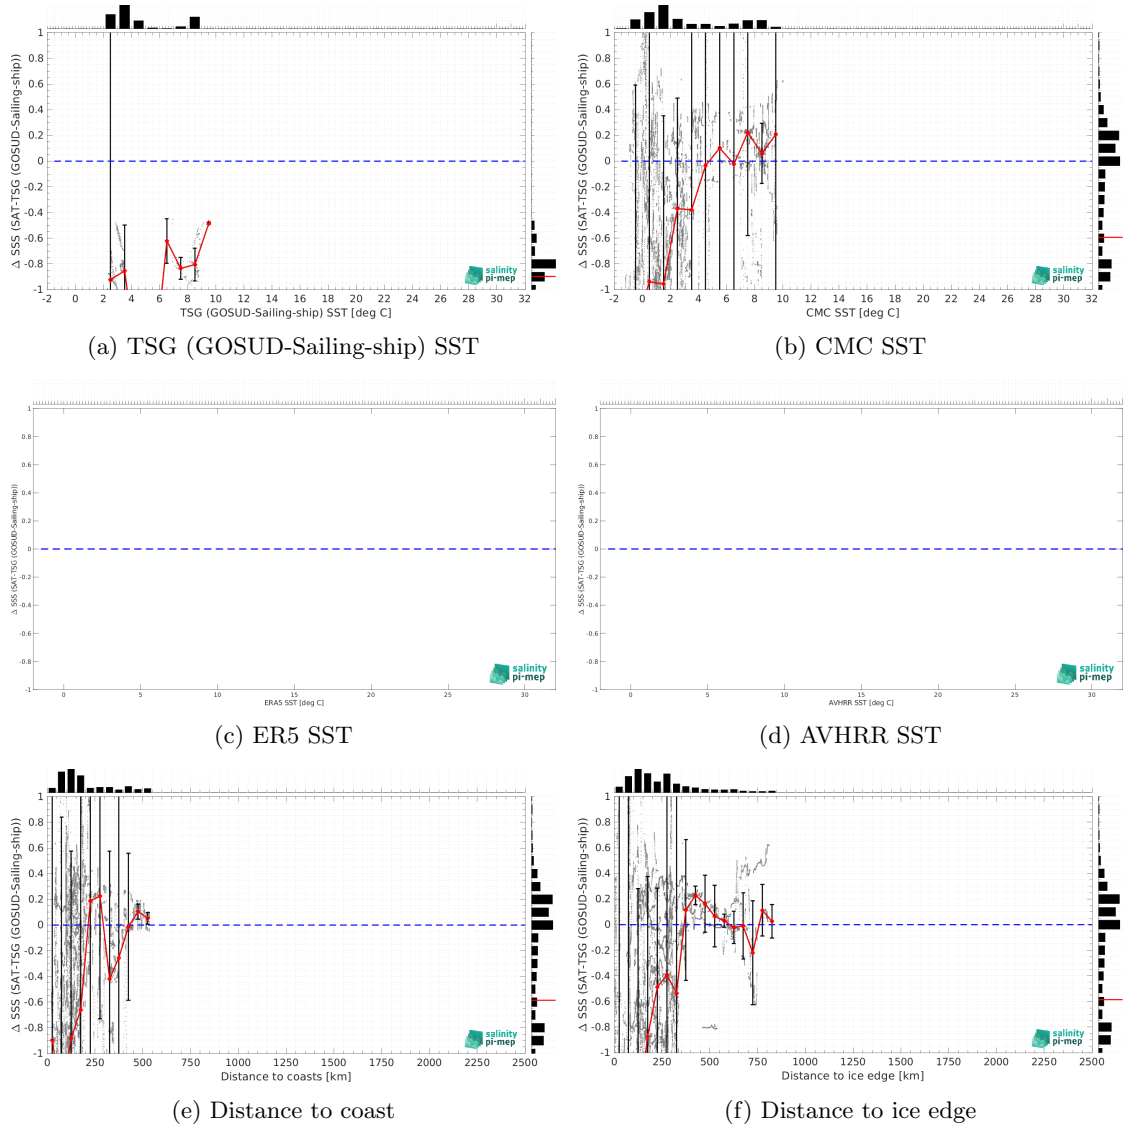 1
0.8
0.6
0.4
0.2
0
-0.2
-0.4
-0.6
-0.8
-1
Δ SSS (SAT-TSG (GOSUD-Sailing-ship))
salinity
pi-mep
-2 0 2 4 6 8 10 12 14 16 18 20 22 24 26 28 30 32
TSG (GOSUD-Sailing-ship) SST [deg C]
(a) TSG (GOSUD-Sailing-ship) SST
1
0.8
0.6
0.4
0.2
0
-0.2
-0.4
-0.6
-0.8
-1
Δ SSS (SAT-TSG (GOSUD-Sailing-ship))
salinity
pi-mep
-2 0 2 4 6 8 10 12 14 16 18 20 22 24 26 28 30 32
CMC SST [deg C]
(b) CMC SST
1
0.8
0.6
0.4
0.2
0
-0.2
-0.4
-0.6
-0.8
-1
Δ SSS (SAT-TSG (GOSUD-Sailing-ship))
salinity
pi-mep
0 5 10 15 20 25 30
ERA5 SST [deg C]
(c) ER5 SST
1
0.8
0.6
0.4
0.2
0
-0.2
-0.4
-0.6
-0.8
-1
Δ SSS (SAT-TSG (GOSUD-Sailing-ship))
salinity
pi-mep
0 5 10 15 20 25 30
AVHRR SST [deg C]
(d) AVHRR SST
1
0.8
0.6
0.4
0.2
0
-0.2
-0.4
-0.6
-0.8
-1
Δ SSS (SAT-TSG (GOSUD-Sailing-ship))
salinity
pi-mep
0 250 500 750 1000 1250 1500 1750 2000 2250 2500
Distance to coasts [km]
(e) Distance to coast
1
0.8
0.6
0.4
0.2
0
-0.2
-0.4
-0.6
-0.8
-1
Δ SSS (SAT-TSG (GOSUD-Sailing-ship))
salinity
pi-mep
0 250 500 750 1000 1250 1500 1750 2000 2250 2500
Distance to ice edge [km]
(f) Distance to ice edge